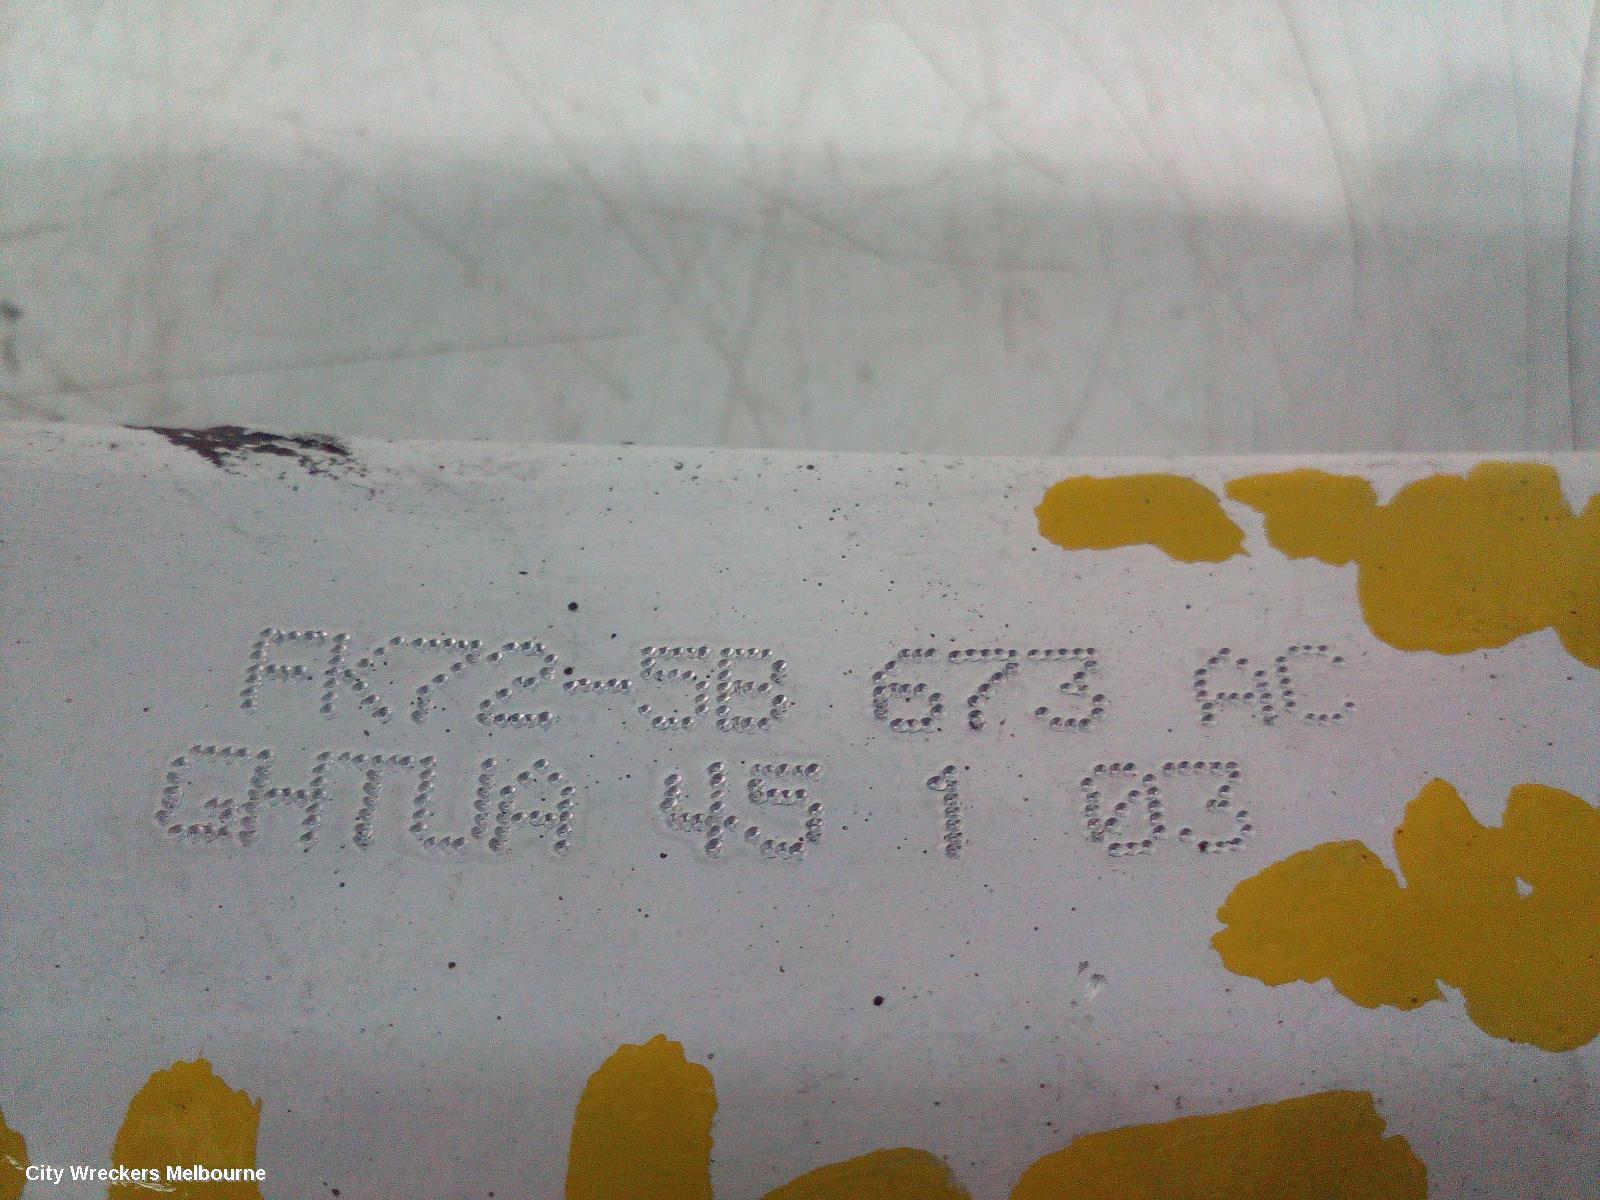 FK72-5B 673 AC
GHTUA 45 1 03
City Wreckers Melbourne